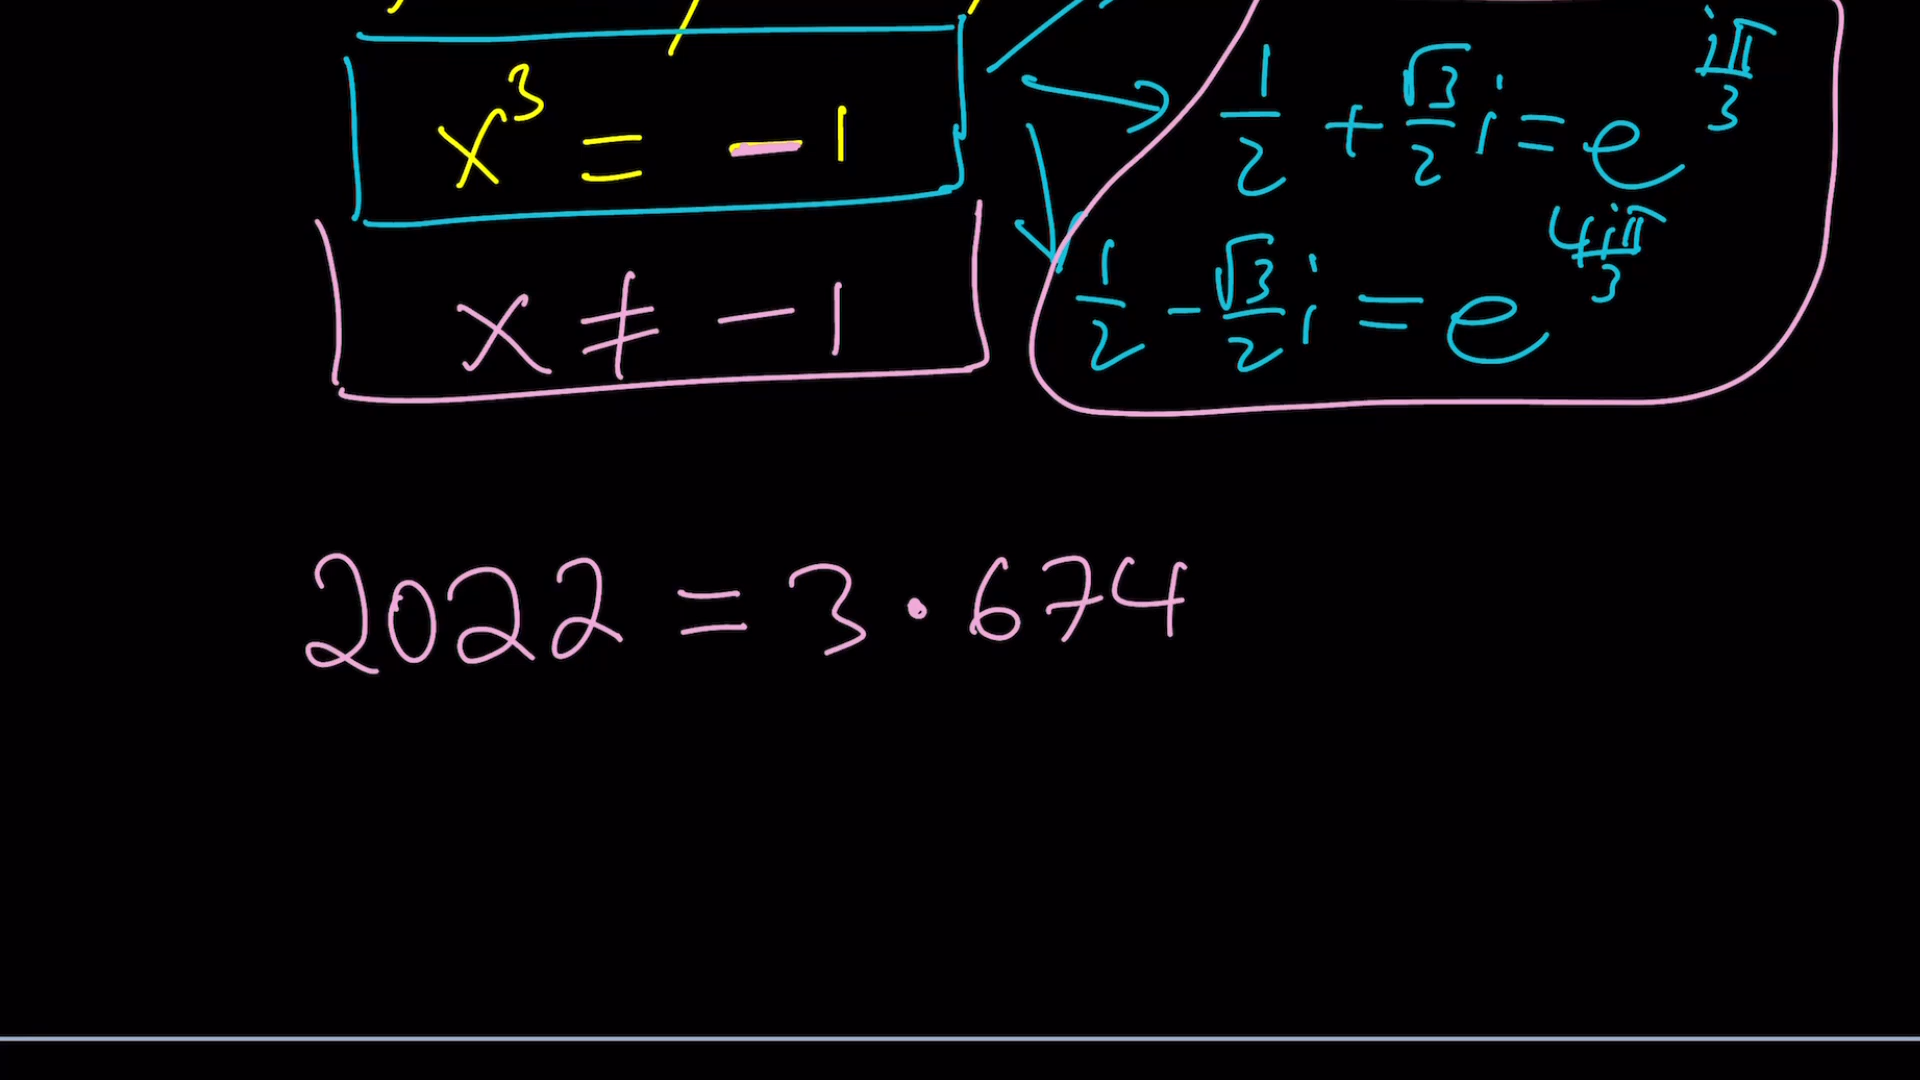 x³ = -1
x ≠ -1
1/2 + √3/2 i = e^(iπ/3)
1/2 - √3/2 i = e^(4iπ/3)
2022 = 3 · 674